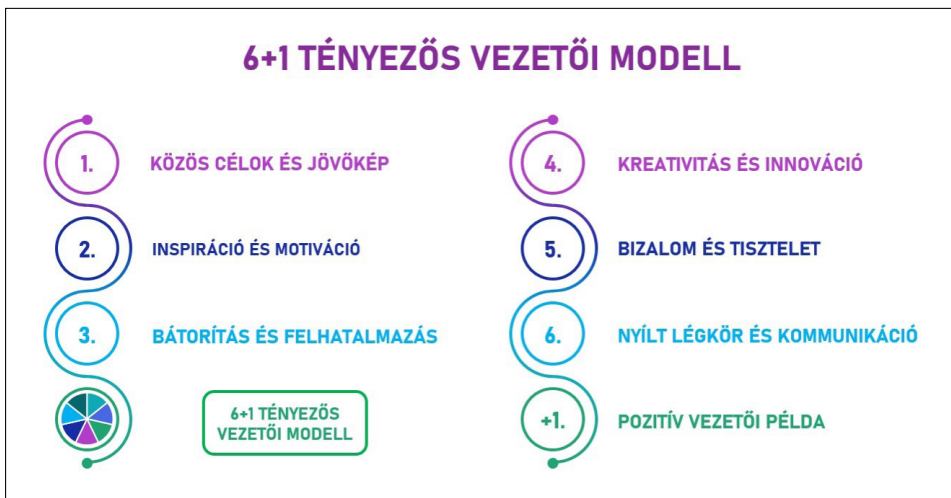 6+1 TÉNYEZŐS VEZETŐI MODELL
1.
KÖZÖS CÉLOK ÉS JÖVŐKÉP
2.
INSPIRÁCIÓ ÉS MOTIVÁCIÓ
3.
BÁTORÍTÁS ÉS FELHATALMAZÁS
6+1 TÉNYEZŐS
VEZETŐI MODELL
4.
KREATIVITÁS ÉS INNOVÁCIÓ
5.
BIZALOM ÉS TISZTELET
6.
NYÍLT LÉGKÖR ÉS KOMMUNIKÁCIÓ
+1.
POZITÍV VEZETŐI PÉLDA